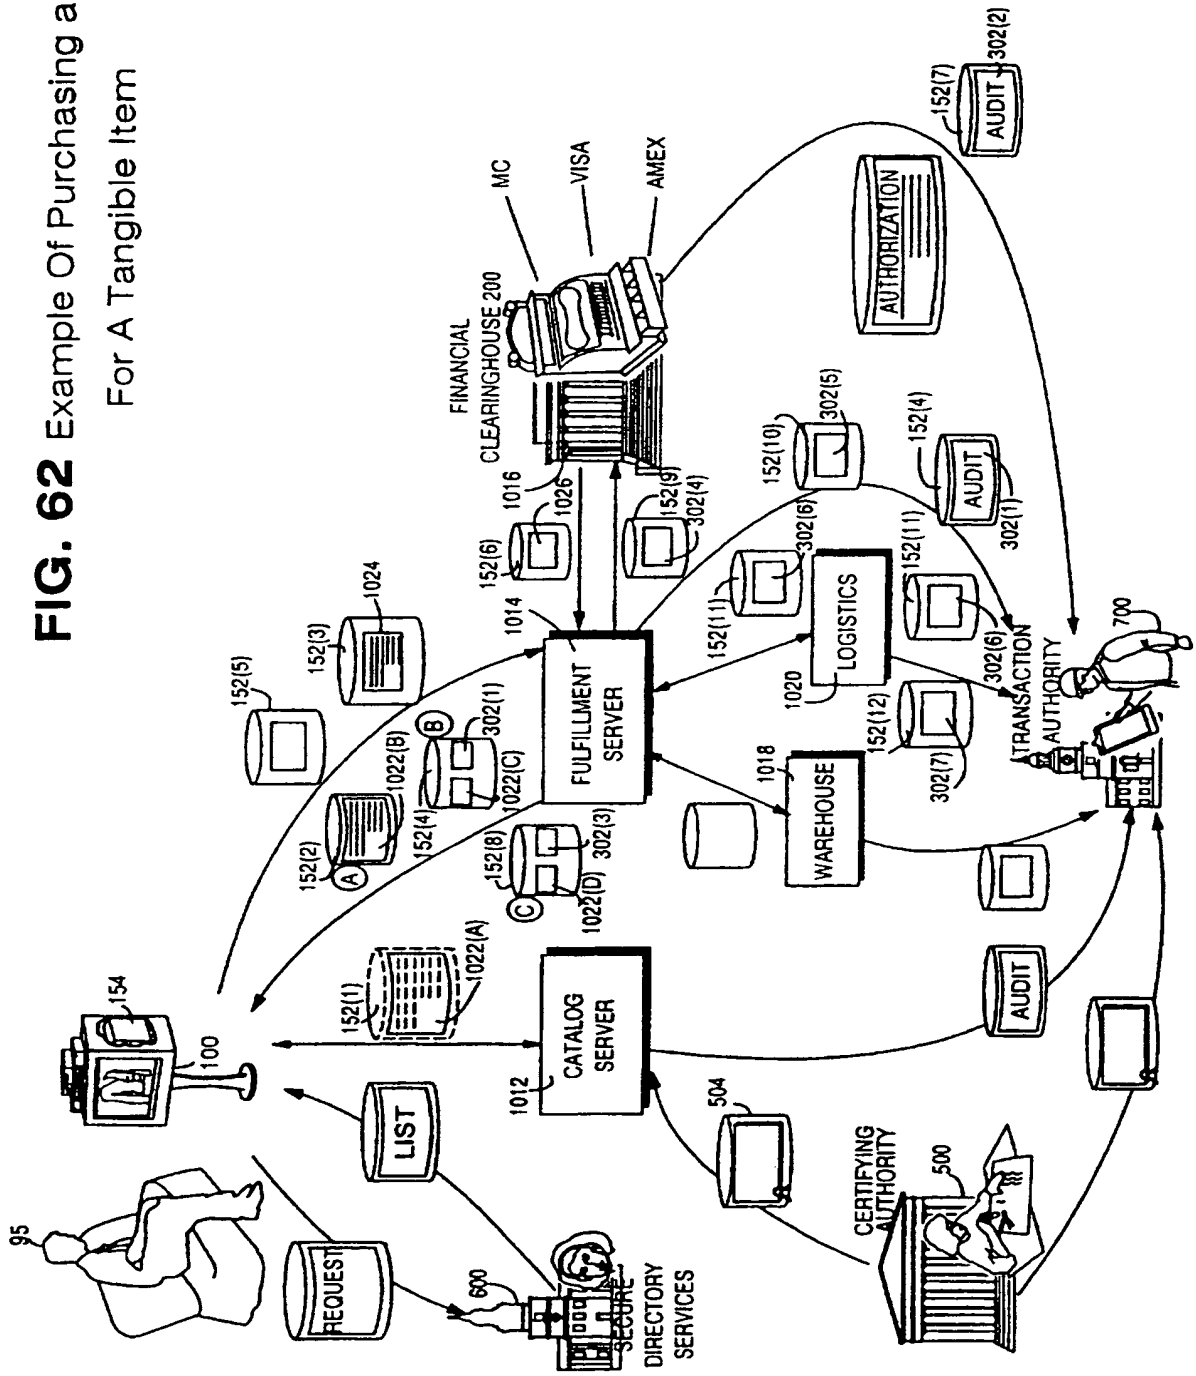 FIG. 62 Example Of Purchasing a
For A Tangible Item
95
154
100
REQUEST
LIST
600
SECURE
DIRECTORY
SERVICES
152(1)
1022(A)
CATALOG
SERVER
1012
504
CERTIFYING
AUTHORITY
500
AUDIT
152(5)
152(3)
1024
152(2)
A
1022(B)
152(4)
B
302(1)
1022(C)
152(8)
C
302(3)
1022(D)
FULFILLMENT
SERVER
1014
152(6)
1026
1016
FINANCIAL
CLEARINGHOUSE 200
MC
VISA
AMEX
152(9)
302(4)
WAREHOUSE
1018
LOGISTICS
1020
152(11)
302(6)
152(10)
302(5)
152(4)
AUDIT
302(1)
152(11)
302(6)
152(12)
302(7)
TRANSACTION
AUTHORITY
700
AUTHORIZATION
152(7)
AUDIT
302(2)